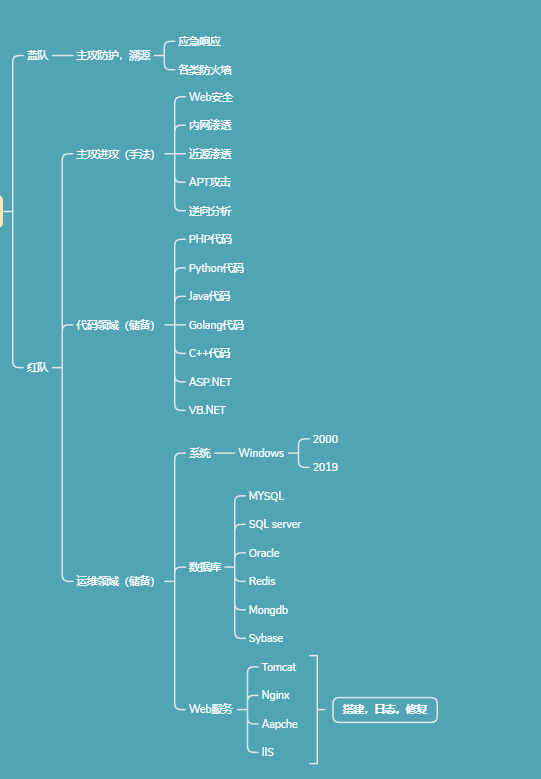 蓝队
主攻防护，溯源
应急响应
各类防火墙
红队
主攻进攻（手法）
Web安全
内网渗透
近源渗透
APT攻击
逆向分析
代码领域（储备）
PHP代码
Python代码
Java代码
Golang代码
C++代码
ASP.NET
VB.NET
运维领域（储备）
系统
Windows
2000
2019
数据库
MYSQL
SQL server
Oracle
Redis
Mongdb
Sybase
Web服务
Tomcat
Nginx
Aapche
IIS
搭建，日志，修复